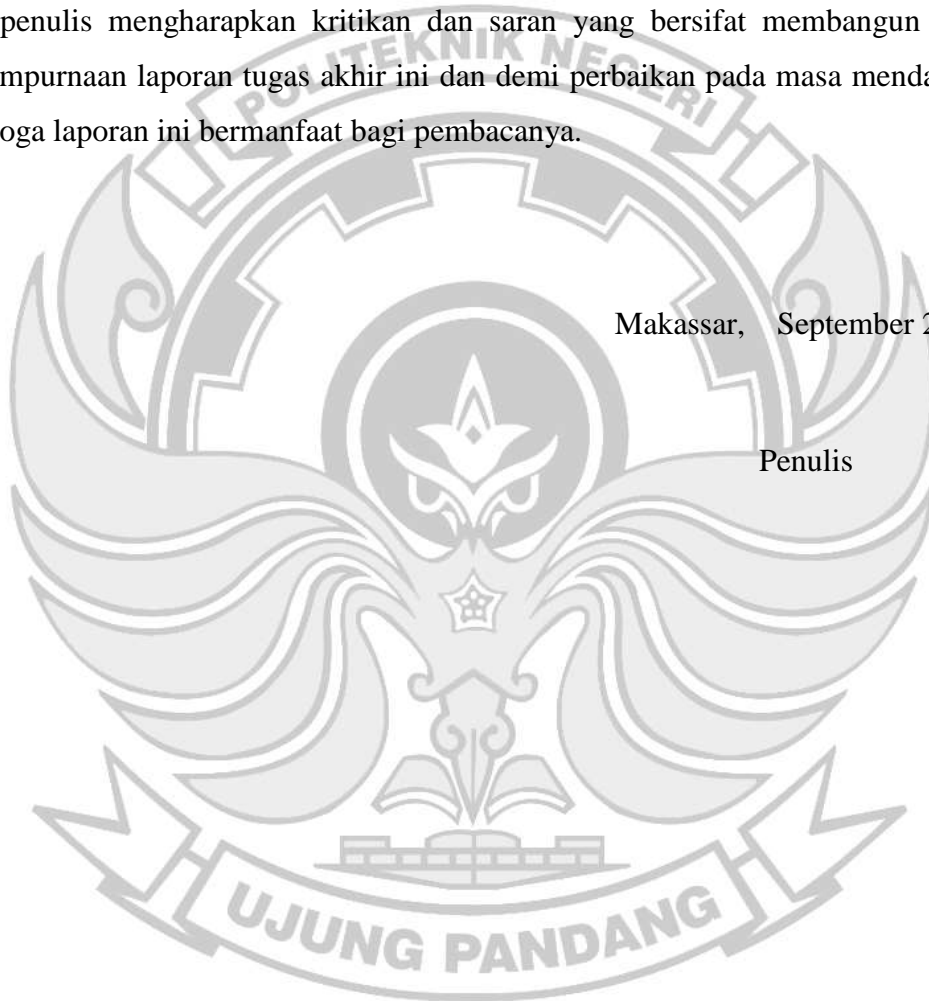 penulis mengharapkan kritikan dan saran yang bersifat membangun
mpurnaan laporan tugas akhir ini dan demi perbaikan pada masa menda
oga laporan ini bermanfaat bagi pembacanya.
POLITEKNIK NEGERI
Makassar, September 2
Penulis
UJUNG PANDANG